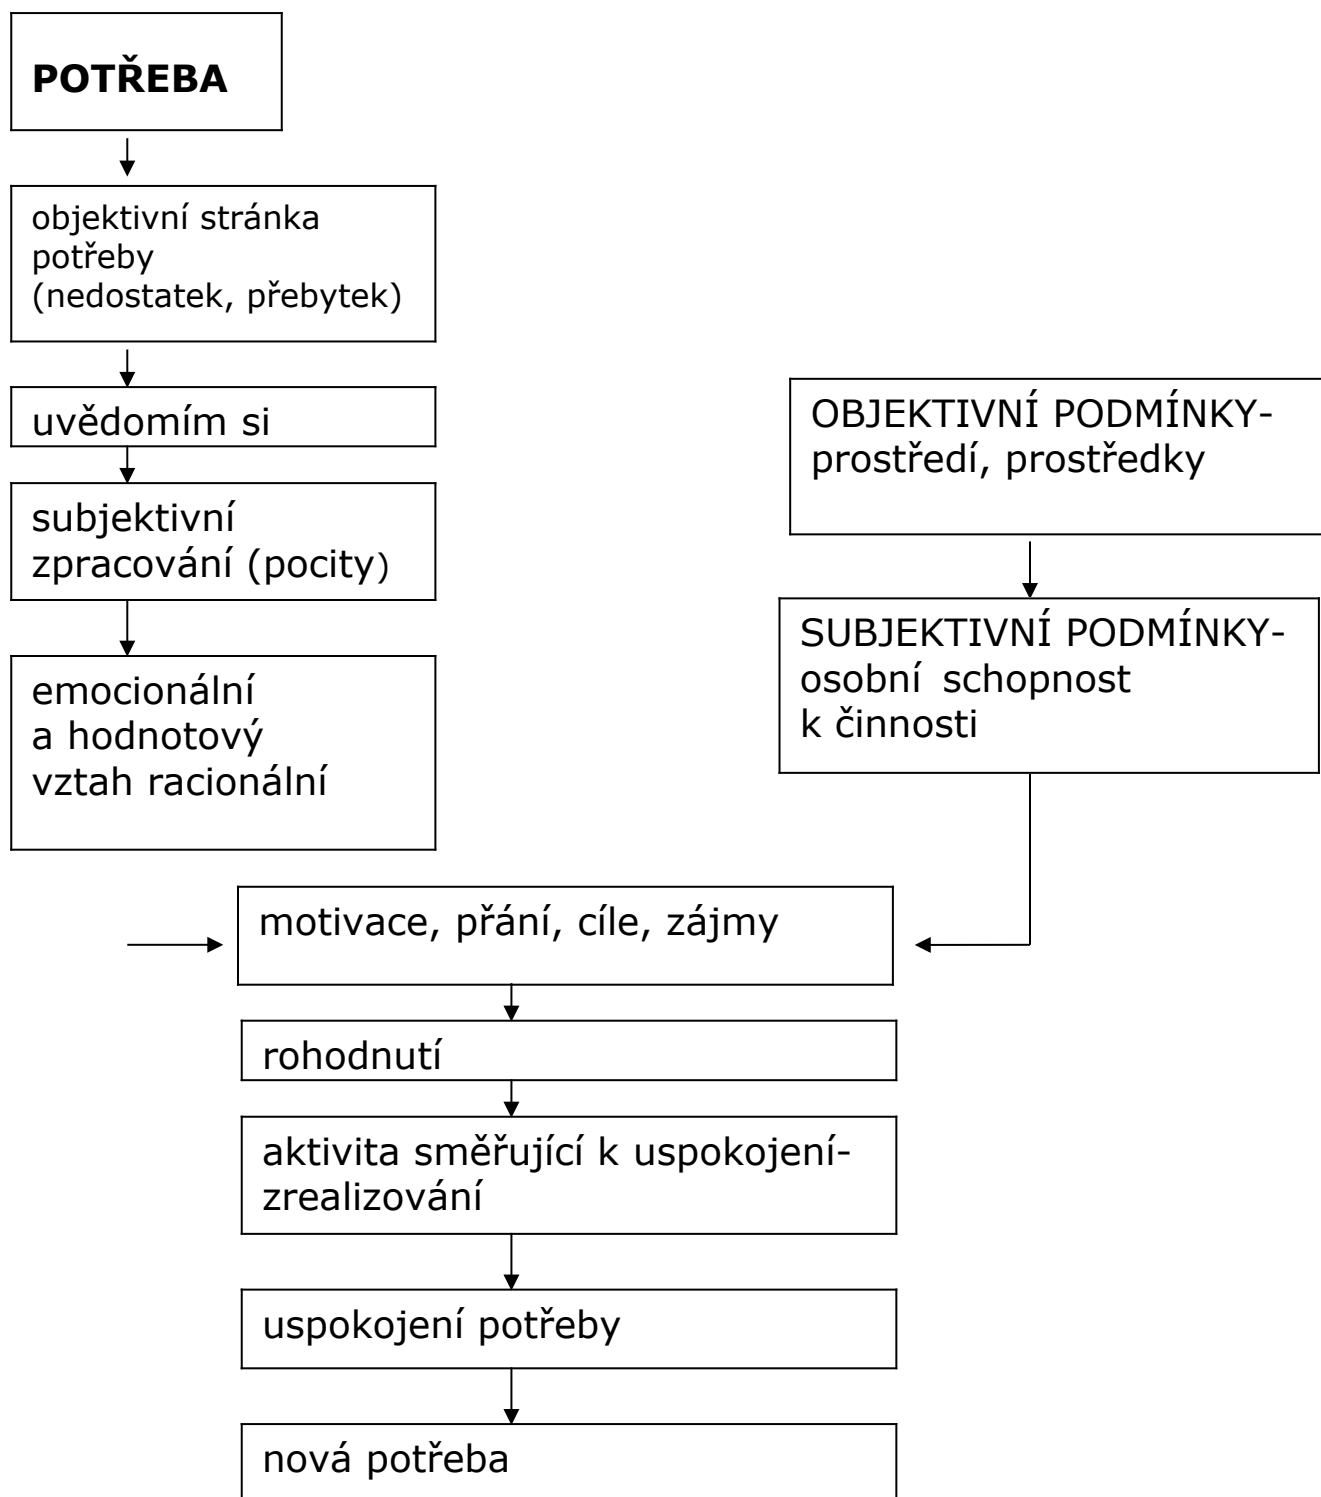 POTŘEBA
objektivní stránka
potřeby
(nedostatek, přebytek)
uvědomím si
subjektivní
zpracování (pocity)
emocionální
a hodnotový
vztah racionální
OBJEKTIVNÍ PODMÍNKY-
prostředí, prostředky
SUBJEKTIVNÍ PODMÍNKY-
osobní schopnost
k činnosti
motivace, přání, cíle, zájmy
rohodnutí
aktivita směřující k uspokojení-
zrealizování
uspokojení potřeby
nová potřeba